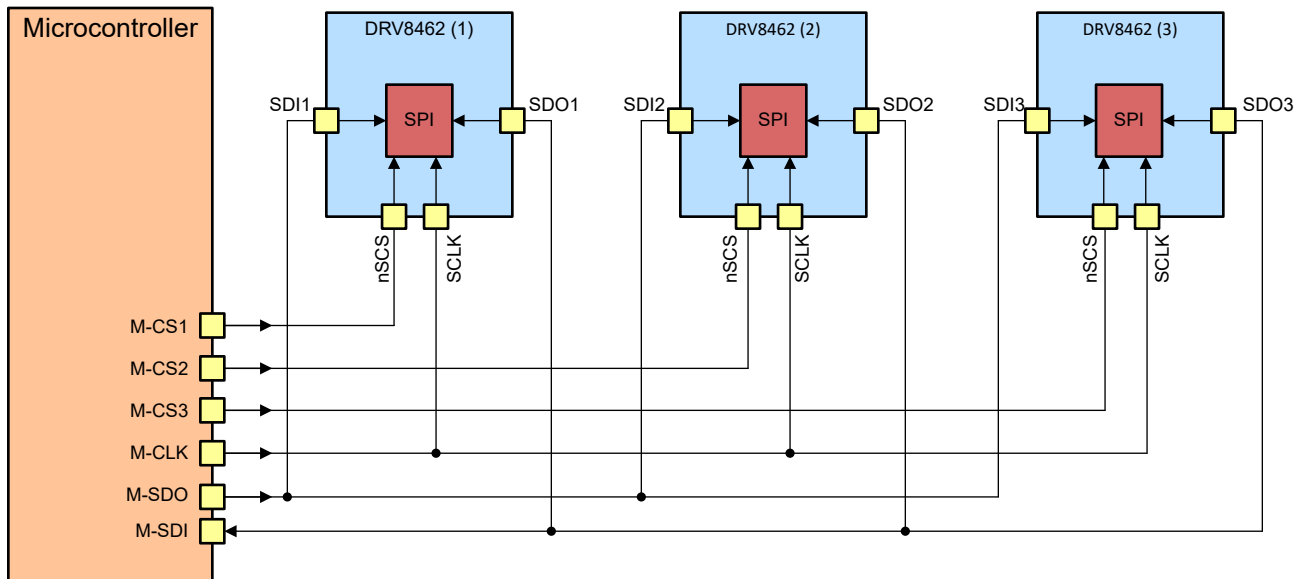 Microcontroller
DRV8462 (1)
DRV8462 (2)
DRV8462 (3)
SDI1
SPI
SDO1
SDI2
SPI
SDO2
SDI3
SPI
SDO3
nSCS
SCLK
nSCS
SCLK
nSCS
SCLK
M-CS1
M-CS2
M-CS3
M-CLK
M-SDO
M-SDI